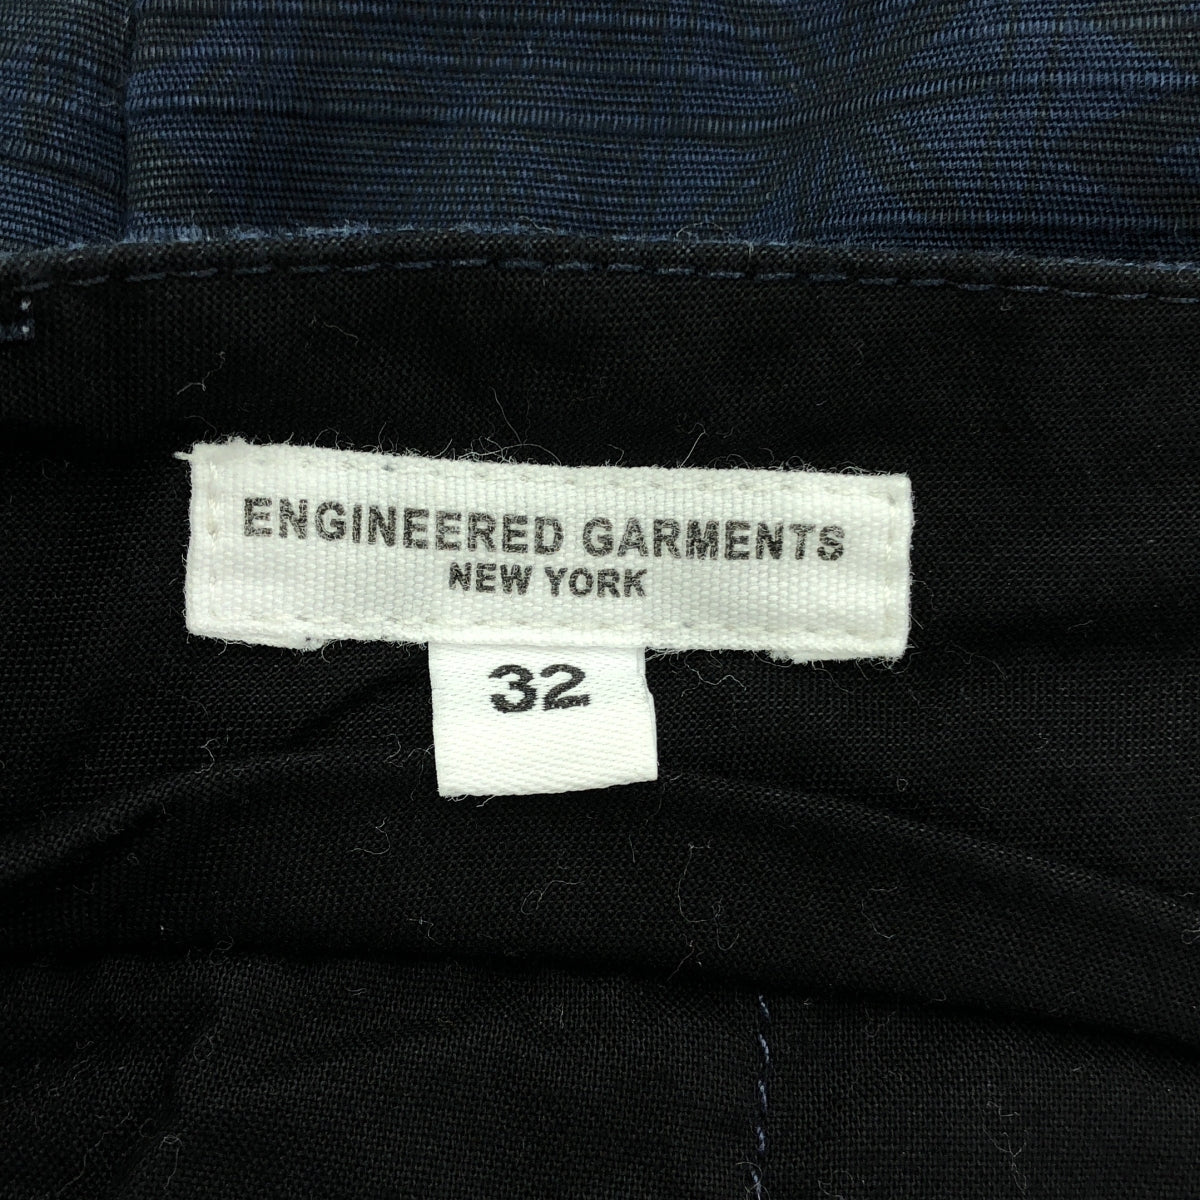 ENGINEERED GARMENTS
NEW YORK
32